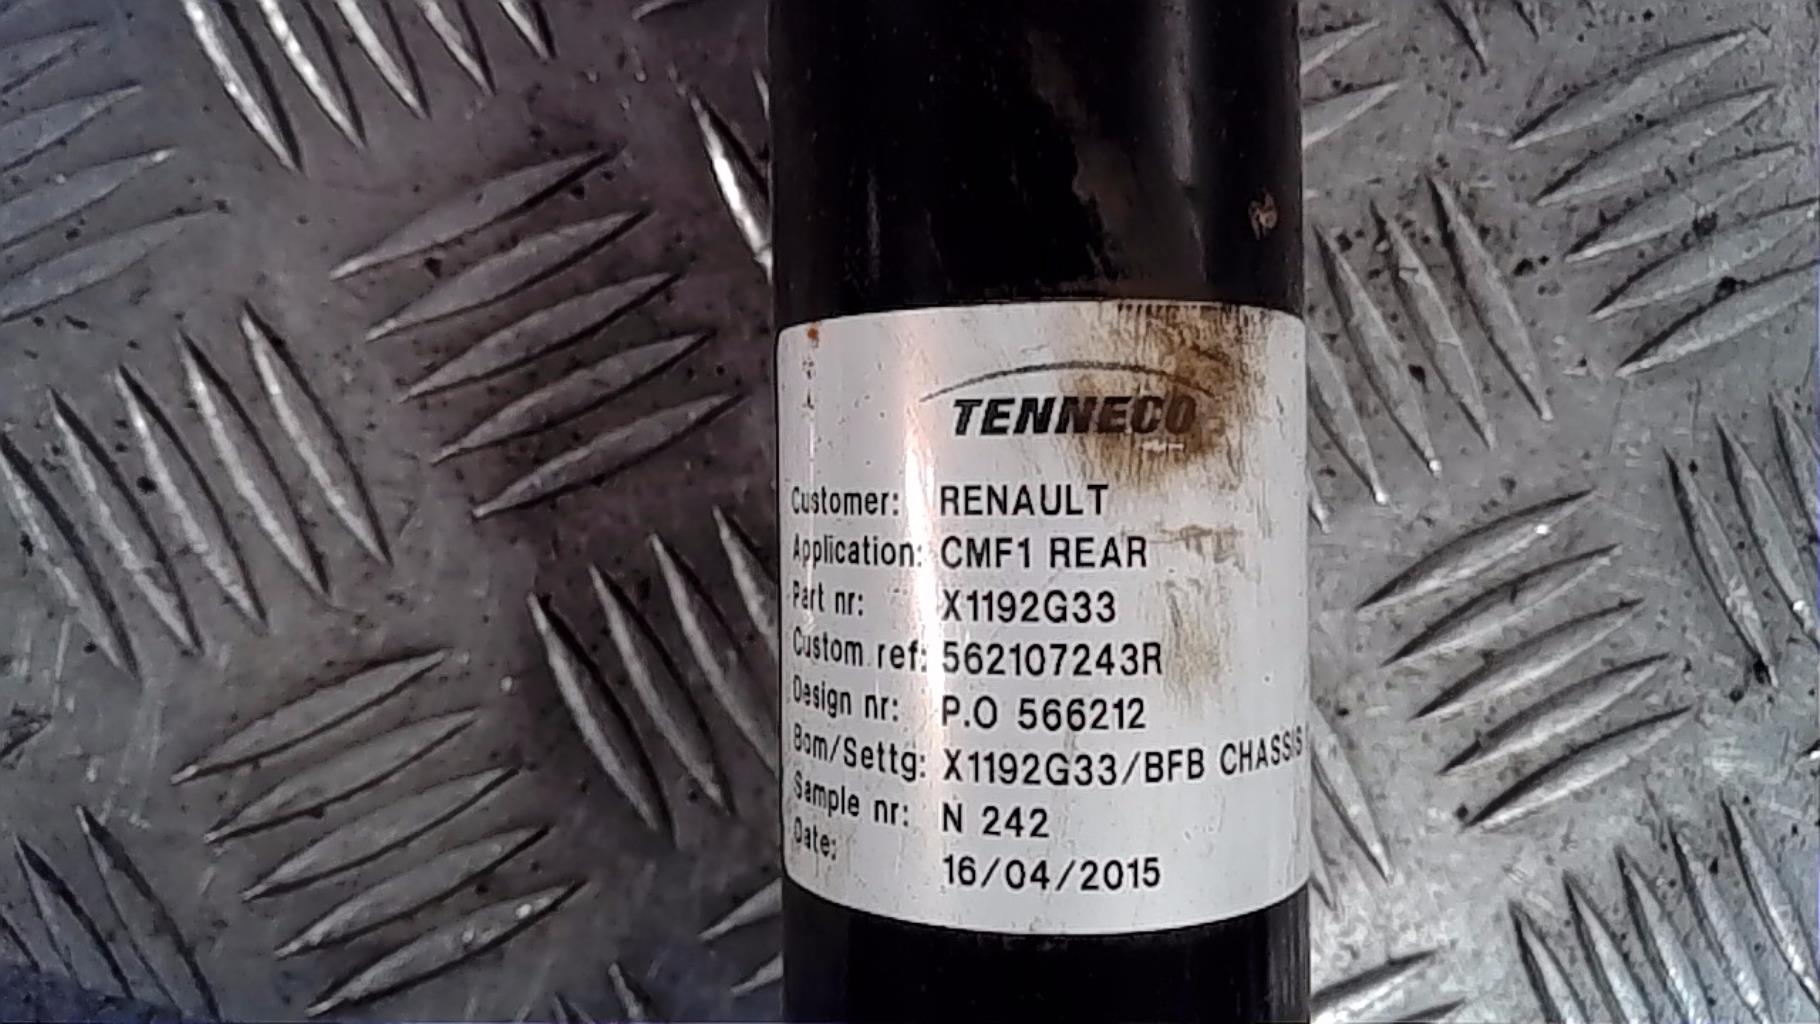 TENNECO
Customer: RENAULT
Application: CMF1 REAR
Part nr: X1192G33
Custom ref: 562107243R
Design nr: P.O 566212
Bom/Settg: X1192G33/BFB CHASSIS
Sample nr: N 242
Date: 16/04/2015